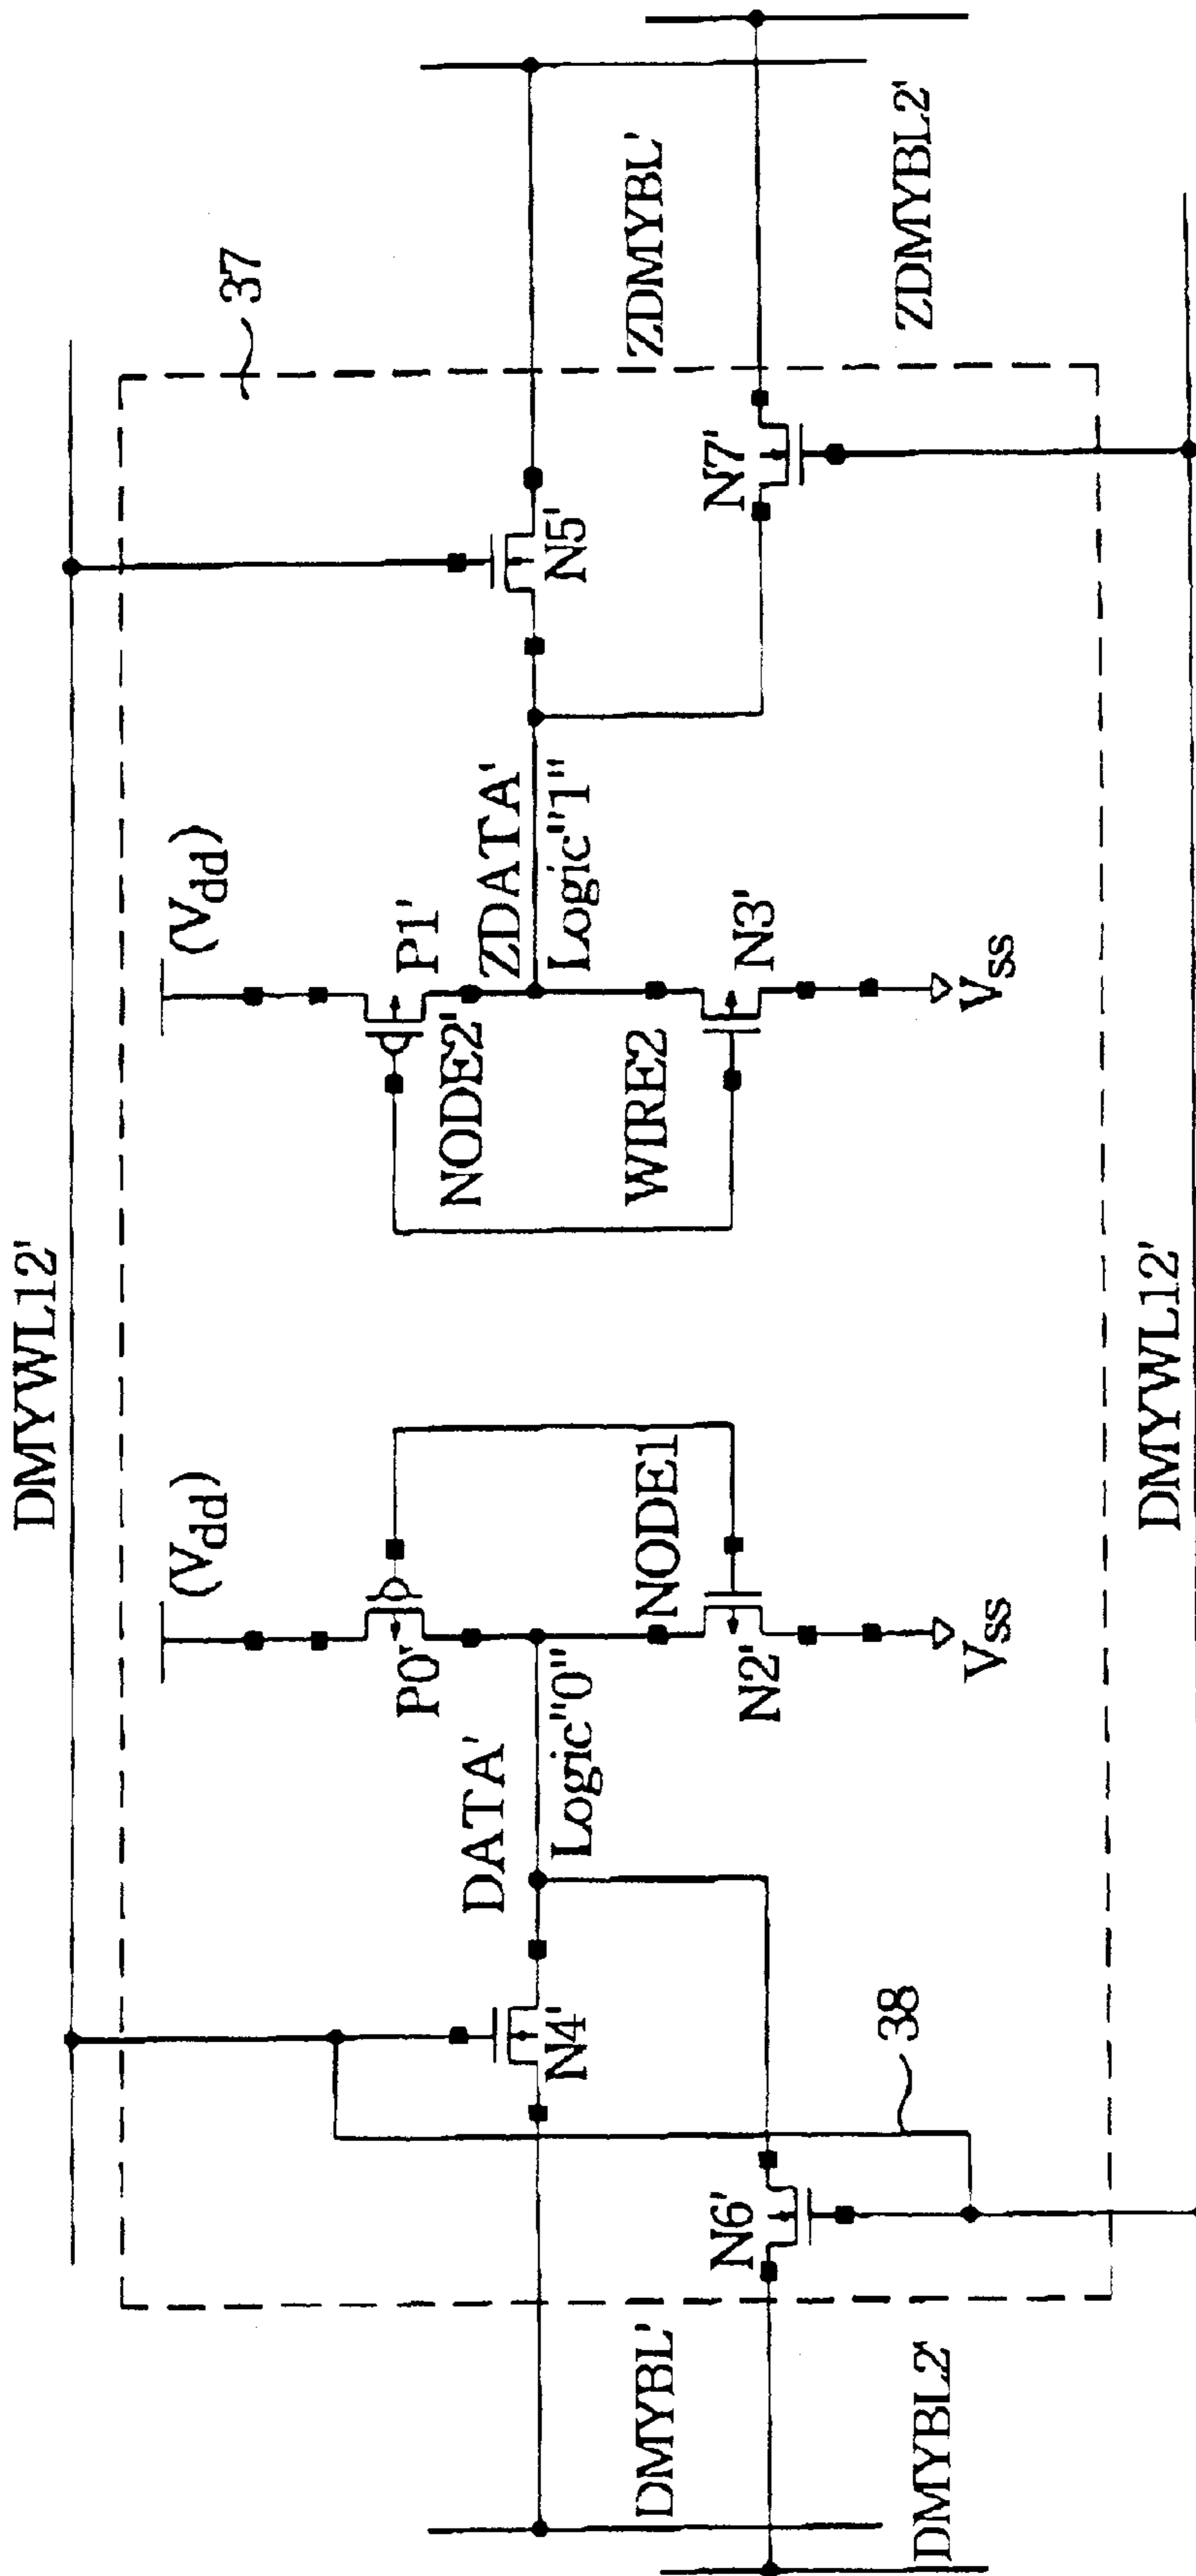 DMYWL12'
37
(Vdd)
(Vdd)
P0'
P1'
NODE2'
DATA'
Logic"0"
ZDATA'
Logic"1"
N4'
N5'
NODE1
WIRE2
N2'
N3'
N6'
N7'
38
Vss
Vss
DMYBL'
ZDMYBL'
DMYBL2'
ZDMYBL2'
DMYWL12'